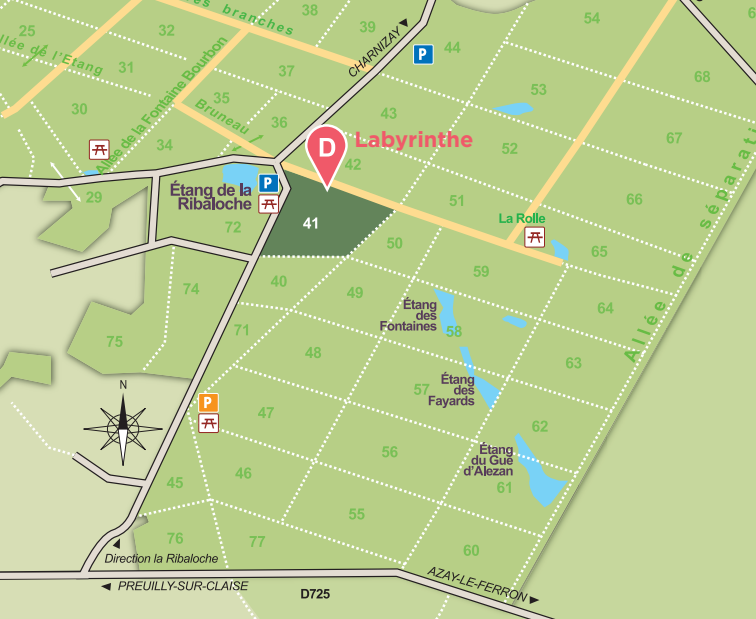 es branches
38
39
CHARNIZAY
44
P
54
25
32
allée de l'Etang
31
37
53
68
Allée de la Fontaine Bourbon
35
Bruneau
36
43
30
34
52
67
D
Labyrinthe
42
Étang de la
Ribaloche
P
29
72
41
51
66
La Rolle
Allée de séparat
50
65
59
74
40
49
64
Étang
des
Fontaines
58
71
75
48
63
57
Étang
des
Fayards
N
P
47
62
56
Étang
du Gué
d'Alezan
61
45
46
55
76
77
60
Direction la Ribaloche
PREUILLY-SUR-CLAISE
AZAY-LE-FERRON
D725